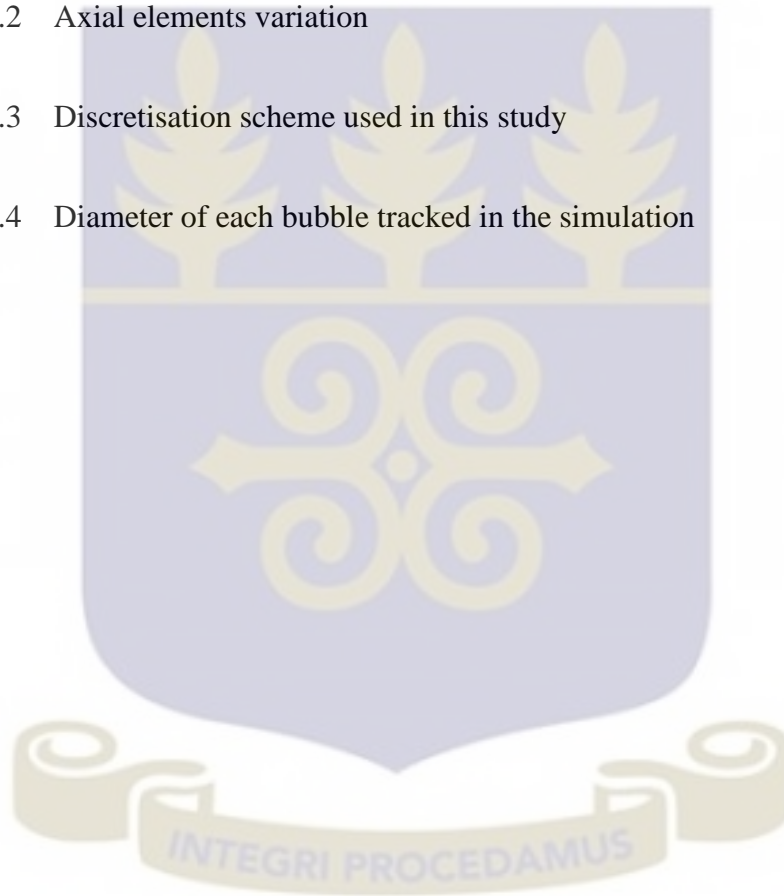 .2 Axial elements variation
.3 Discretisation scheme used in this study
.4 Diameter of each bubble tracked in the simulation
INTEGRI PROCEDAMUS